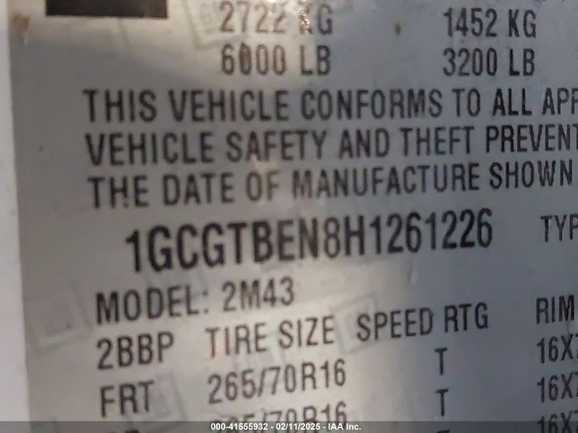 2722 KG 1452 KG
6000 LB 3200 LB
THIS VEHICLE CONFORMS TO ALL APP
VEHICLE SAFETY AND THEFT PREVENT
THE DATE OF MANUFACTURE SHOWN
1GCGTBEN8H1261226 TYP
MODEL: 2M43
2BBP TIRE SIZE SPEED RTG RIM
FRT 265/70R16 T 16X7
T 16X7
000-41555932 - 02/11/2025 - IAA Inc.